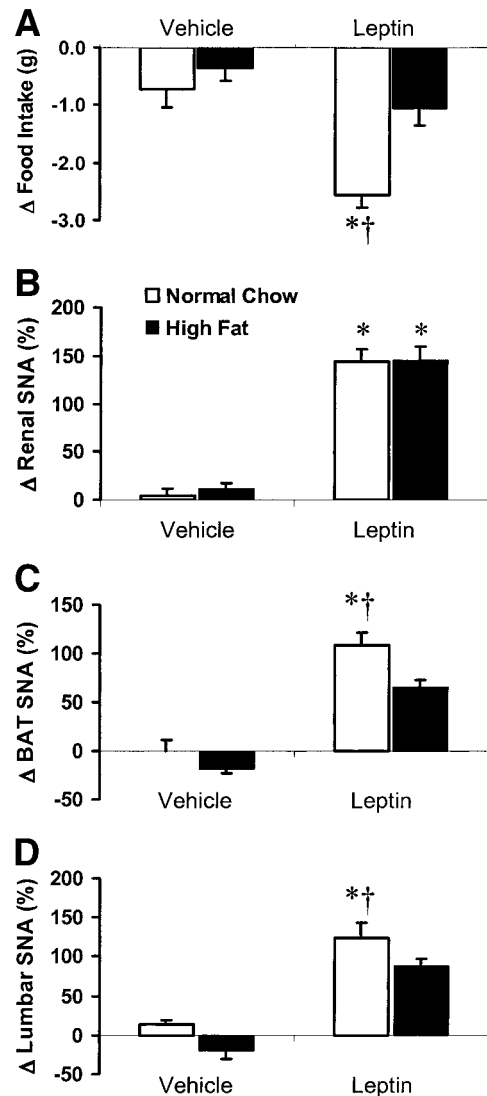 A
Vehicle Leptin
0.0
-1.0
-2.0
-3.0
Δ Food Intake (g)
*†
B
200
150
100
50
0
Δ Renal SNA (%)
Normal Chow
High Fat
* *
Vehicle Leptin
C
150
100
50
0
-50
Δ BAT SNA (%)
*†
Vehicle Leptin
D
200
150
100
50
0
-50
Δ Lumbar SNA (%)
*†
Vehicle Leptin